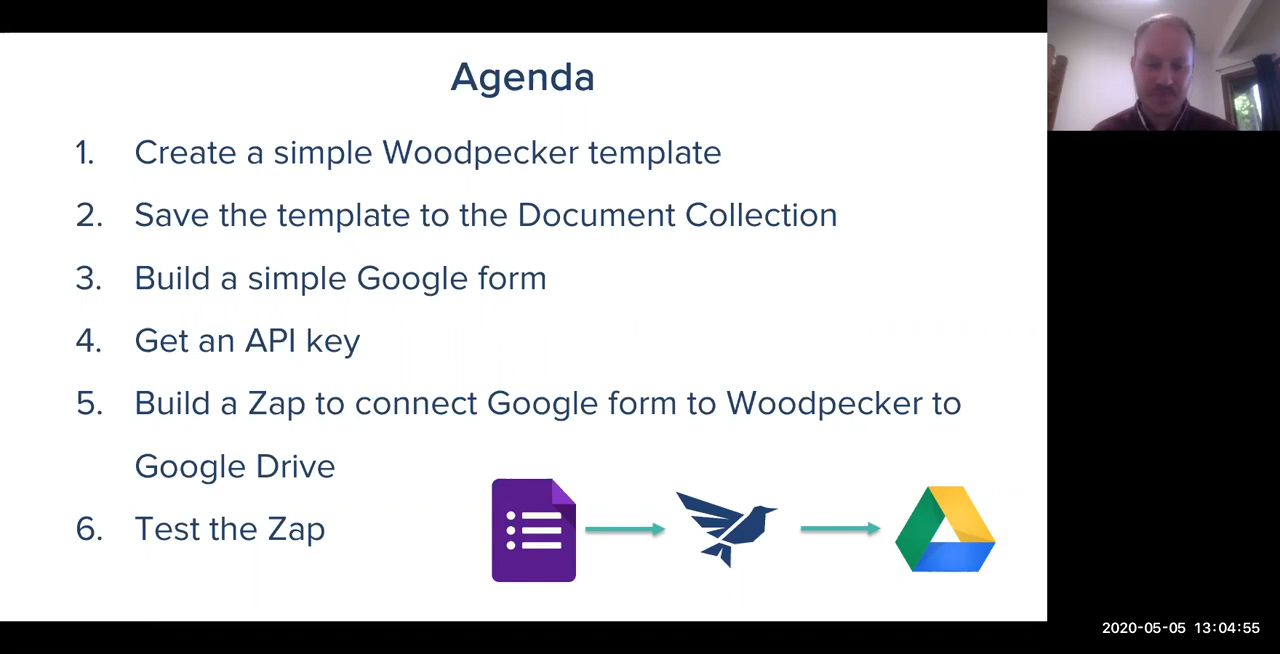 Agenda
1. Create a simple Woodpecker template
2. Save the template to the Document Collection
3. Build a simple Google form
4. Get an API key
5. Build a Zap to connect Google form to Woodpecker to
Google Drive
6. Test the Zap
2020-05-05 13:04:55